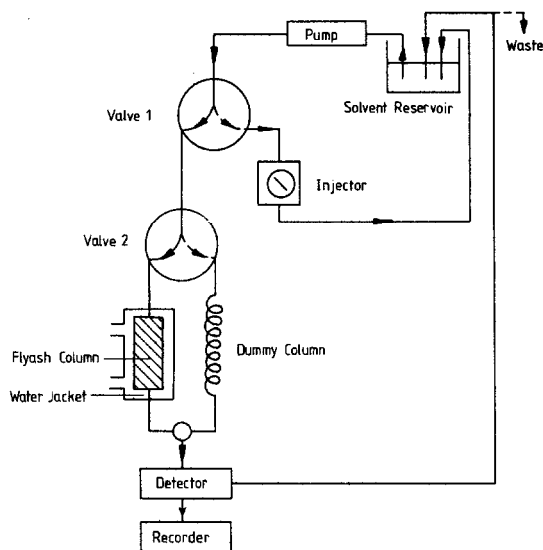 Pump
Waste
Solvent Reservoir
Valve 1
Injector
Valve 2
Flyash Column
Dummy Column
Water Jacket
Detector
Recorder